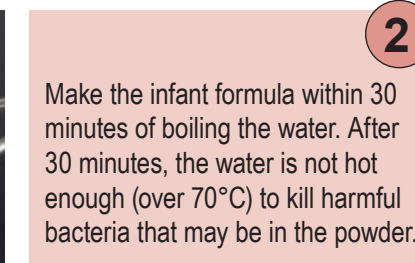 2
Make the infant formula within 30
minutes of boiling the water. After
30 minutes, the water is not hot
enough (over 70°C) to kill harmful
bacteria that may be in the powder.